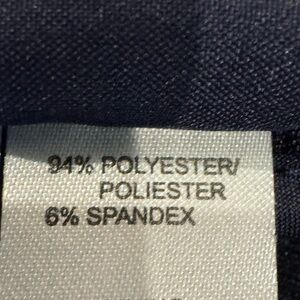 94% POLYESTER/
POLIESTER
6% SPANDEX